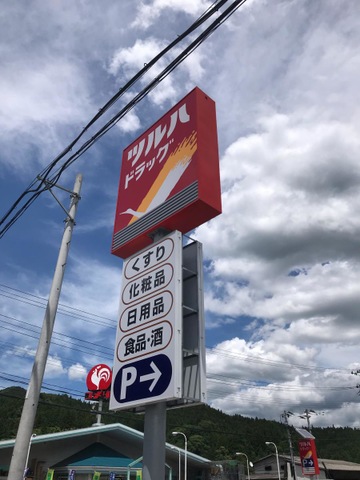 ツルハ
ドラッグ
くすり
化粧品
日用品
食品・酒
P→